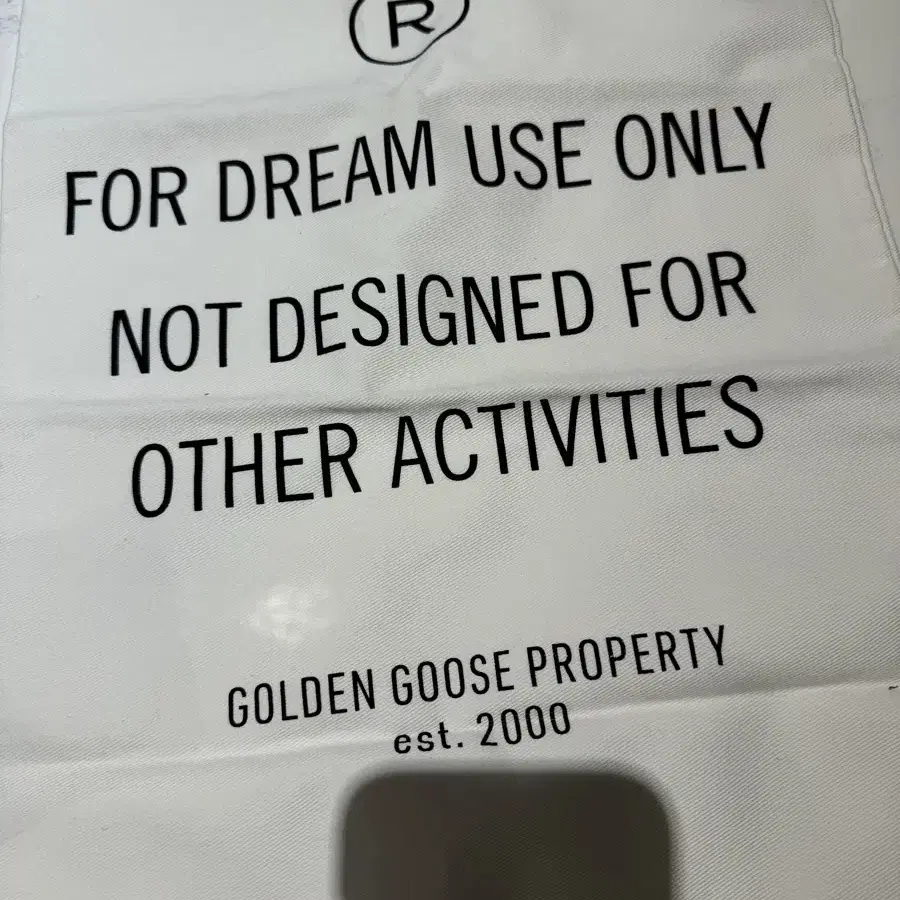 ®
FOR DREAM USE ONLY
NOT DESIGNED FOR
OTHER ACTIVITIES
GOLDEN GOOSE PROPERTY
est. 2000